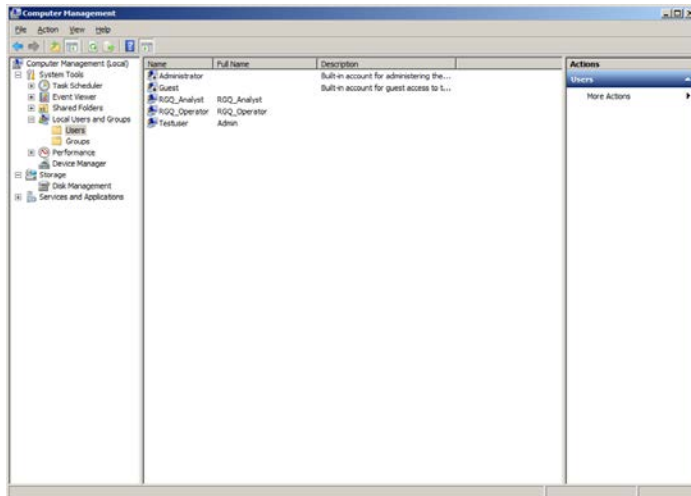 Computer Management
File Action View Help
Computer Management (Local)
System Tools
Task Scheduler
Event Viewer
Shared Folders
Local Users and Groups
Users
Groups
Performance
Device Manager
Storage
Disk Management
Services and Applications
Name Full Name Description
Administrator Built-in account for administering the...
Guest Built-in account for guest access to t...
RGQ_Analyst RGQ_Analyst
RGQ_Operator RGQ_Operator
Testuser Admin
Actions
Users
More Actions